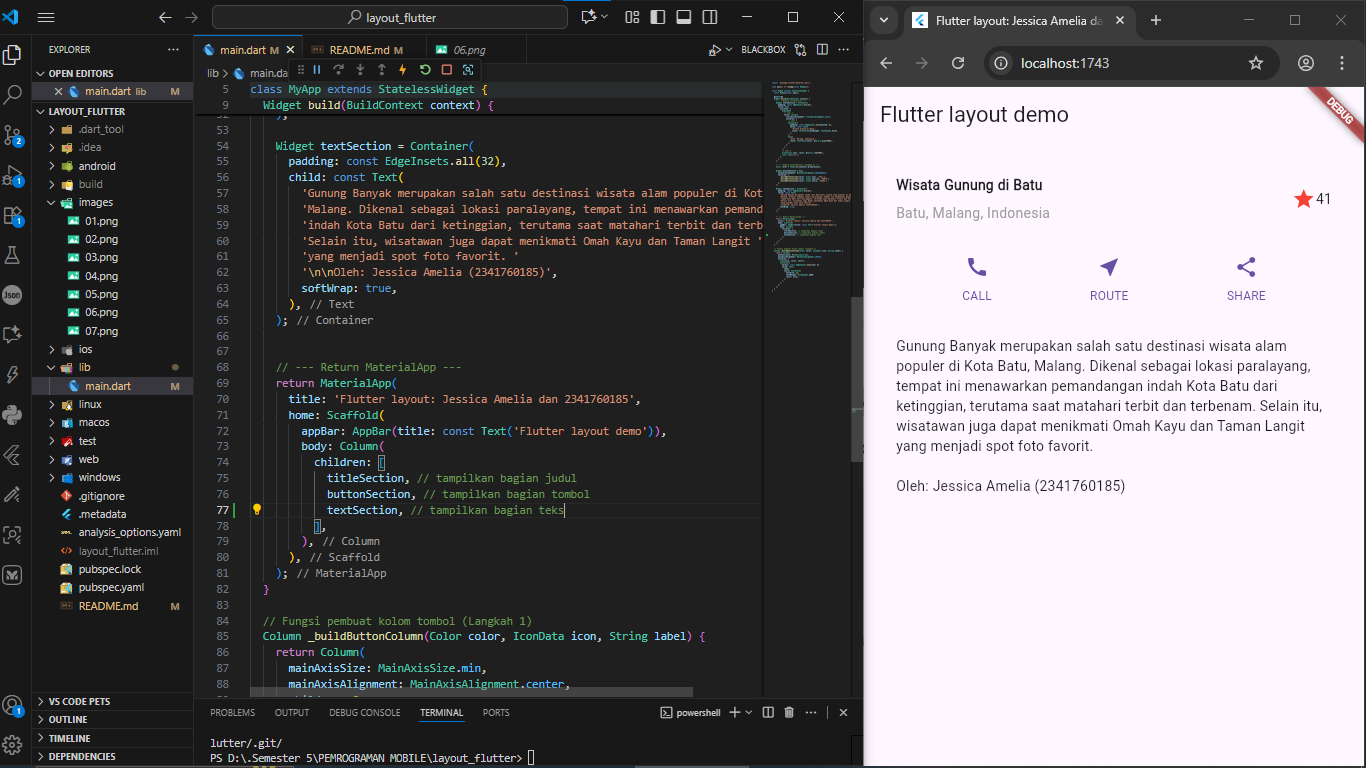 layout_flutter
EXPLORER
OPEN EDITORS
main.dart lib M
LAYOUT_FLUTTER
.dart_tool
.idea
android
build
images
01.png
02.png
03.png
04.png
05.png
06.png
07.png
ios
lib
main.dart M
linux
macos
test
web
windows
.gitignore
.metadata
analysis_options.yaml
layout_flutter.iml
pubspec.lock
pubspec.yaml
README.md M
VS CODE PETS
OUTLINE
TIMELINE
DEPENDENCIES
2
1
1
Json
1
main.dart M
README.md M
06.png
BLACKBOX
lib > main.da
5 class MyApp extends StatelessWidget {
9 Widget build(BuildContext context) {
53
54 Widget textSection = Container(
55 padding: const EdgeInsets.all(32),
56 child: const Text(
57 'Gunung Banyak merupakan salah satu destinasi wisata alam populer di Kot
58 'Malang. Dikenal sebagai lokasi paralayang, tempat ini menawarkan pemand
59 'indah Kota Batu dari ketinggian, terutama saat matahari terbit dan terb
60 'Selain itu, wisatawan juga dapat menikmati Omah Kayu dan Taman Langit '
61 'yang menjadi spot foto favorit. '
62 '\n\nOleh: Jessica Amelia (2341760185)',
63 softWrap: true,
64 ), // Text
65 ); // Container
66
67
68 // --- Return MaterialApp ---
69 return MaterialApp(
70 title: 'Flutter layout: Jessica Amelia dan 2341760185',
71 home: Scaffold(
72 appBar: AppBar(title: const Text('Flutter layout demo')),
73 body: Column(
74 children: [
75 titleSection, // tampilkan bagian judul
76 buttonSection, // tampilkan bagian tombol
77 textSection, // tampilkan bagian teks
78 ],
79 ), // Column
80 ), // Scaffold
81 ); // MaterialApp
82 }
83
84 // Fungsi pembuat kolom tombol (Langkah 1)
85 Column _buildButtonColumn(Color color, IconData icon, String label) {
86 return Column(
87 mainAxisSize: MainAxisSize.min,
88 mainAxisAlignment: MainAxisAlignment.center,
PROBLEMS OUTPUT DEBUG CONSOLE TERMINAL PORTS
powershell
lutter/.git/
PS D:\.Semester 5\PEMROGRAMAN MOBILE\layout_flutter>
Flutter layout: Jessica Amelia da
localhost:1743
DEBUG
Flutter layout demo
Wisata Gunung di Batu
Batu, Malang, Indonesia
41
CALL ROUTE SHARE
Gunung Banyak merupakan salah satu destinasi wisata alam
populer di Kota Batu, Malang. Dikenal sebagai lokasi paralayang,
tempat ini menawarkan pemandangan indah Kota Batu dari
ketinggian, terutama saat matahari terbit dan terbenam. Selain itu,
wisatawan juga dapat menikmati Omah Kayu dan Taman Langit
yang menjadi spot foto favorit.
Oleh: Jessica Amelia (2341760185)